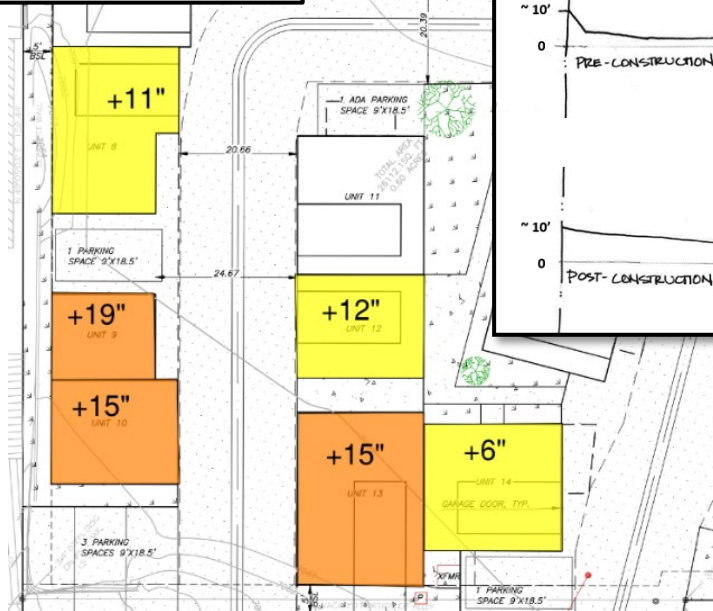 ~ 10'
0
PRE-CONSTRUCTION
~ 10'
0
POST-CONSTRUCTION
20.39
5'
BSL
+11"
UNIT 8
1 ADA PARKING
SPACE 9'X18.5'
20.66
TOTAL AREA
UNIT 11
1 PARKING
SPACE 9'X18.5'
24.67
+19"
UNIT 9
+12"
UNIT 12
+15"
UNIT 10
+15"
UNIT 13
+6"
UNIT 14
GARAGE DOOR, TYP.
3 PARKING
SPACES 9'X18.5'
XFMR
P
1 PARKING
SPACE 9'X18.5'